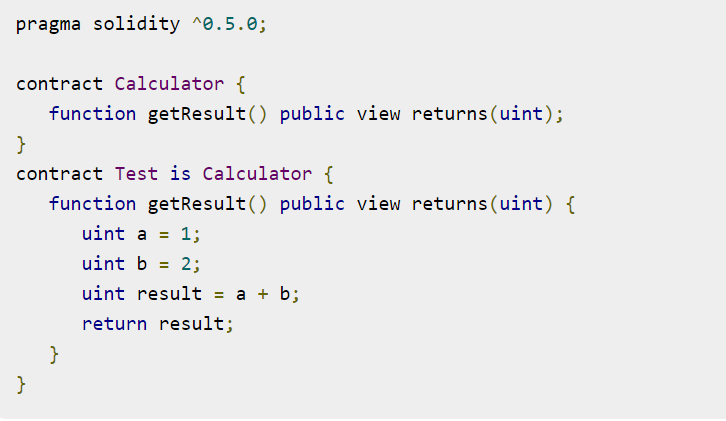 pragma solidity ^0.5.0;

contract Calculator {
   function getResult() public view returns(uint);
}
contract Test is Calculator {
   function getResult() public view returns(uint) {
      uint a = 1;
      uint b = 2;
      uint result = a + b;
      return result;
   }
}